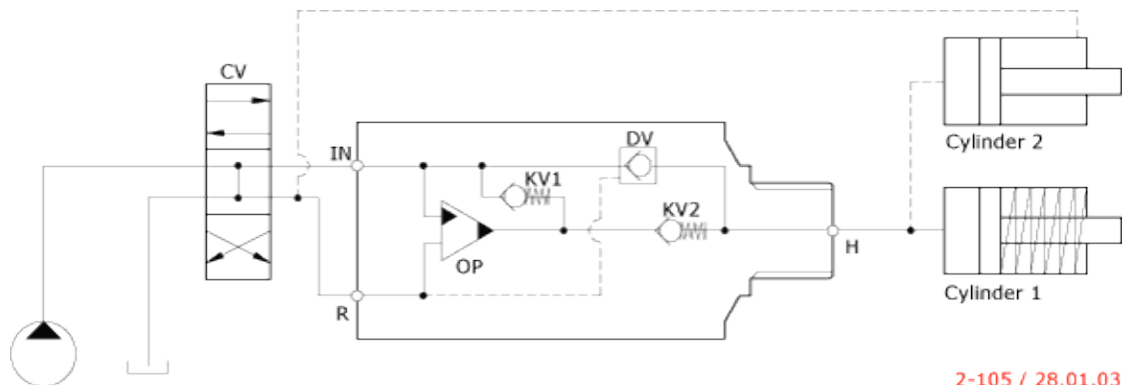 CV
IN
DV
KV1
KV2
OP
R
H
Cylinder 2
Cylinder 1
2-105 / 28.01.03